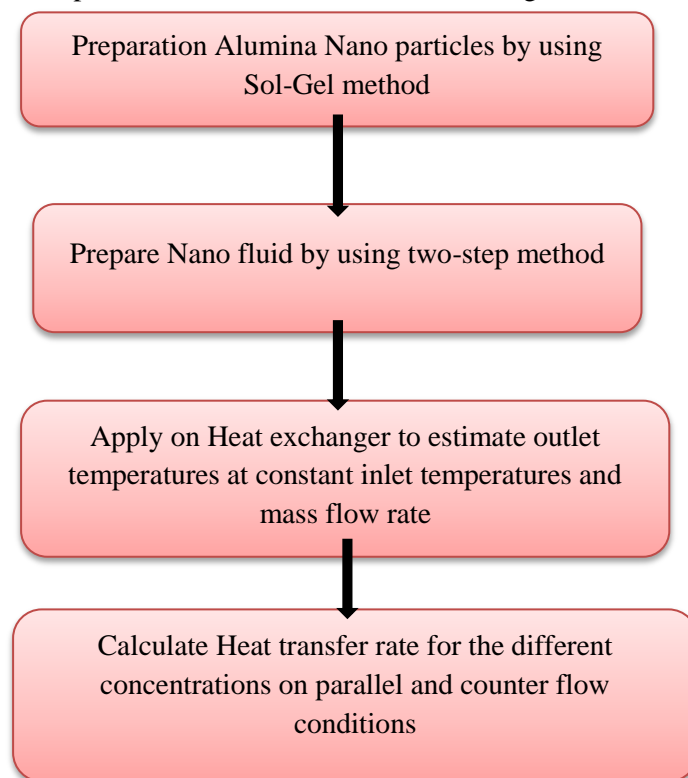 Preparation Alumina Nano particles by using
Sol-Gel method
Prepare Nano fluid by using two-step method
Apply on Heat exchanger to estimate outlet
temperatures at constant inlet temperatures and
mass flow rate
Calculate Heat transfer rate for the different
concentrations on parallel and counter flow
conditions